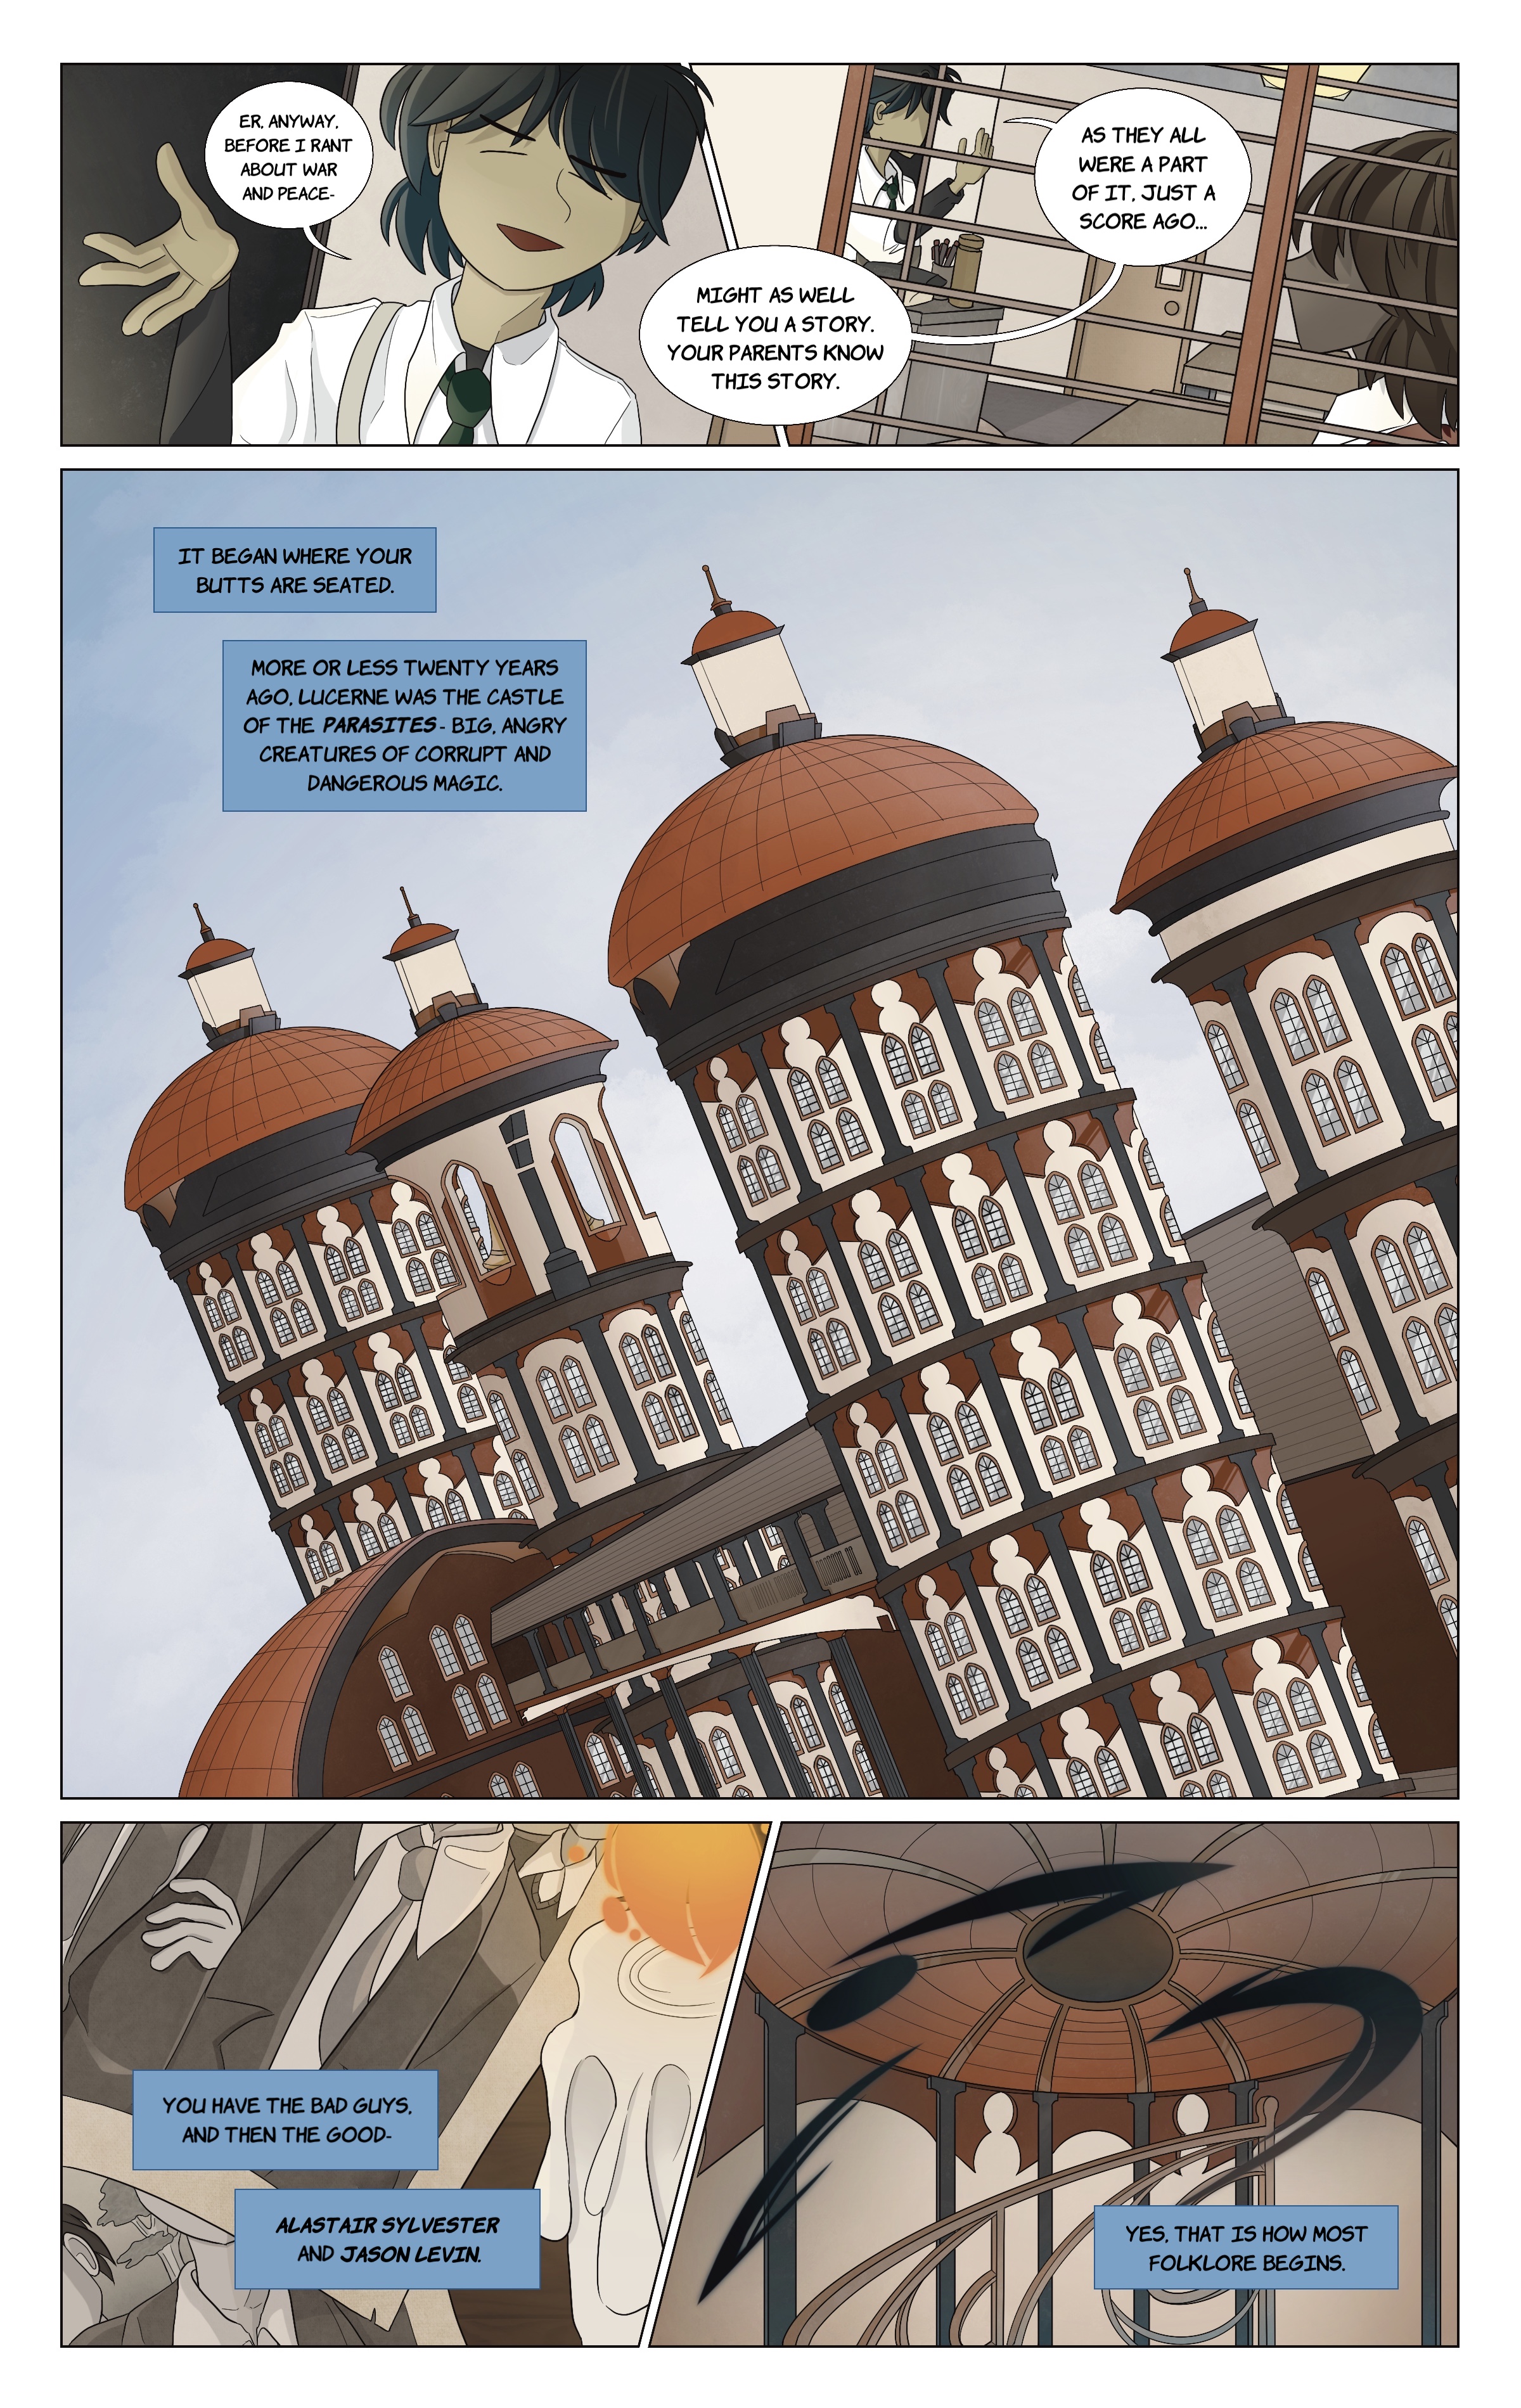 ER, ANYWAY,
BEFORE I RANT
ABOUT WAR
AND PEACE-
MIGHT AS WELL
TELL YOU A STORY.
YOUR PARENTS KNOW
THIS STORY.
AS THEY ALL
WERE A PART
OF IT, JUST A
SCORE AGO...
IT BEGAN WHERE YOUR
BUTTS ARE SEATED.
MORE OR LESS TWENTY YEARS
AGO, LUCERNE WAS THE CASTLE
OF THE PARASITES- BIG, ANGRY
CREATURES OF CORRUPT AND
DANGEROUS MAGIC.
YOU HAVE THE BAD GUYS,
AND THEN THE GOOD-
ALASTAIR SYLVESTER
AND JASON LEVIN.
YES, THAT IS HOW MOST
FOLKLORE BEGINS.